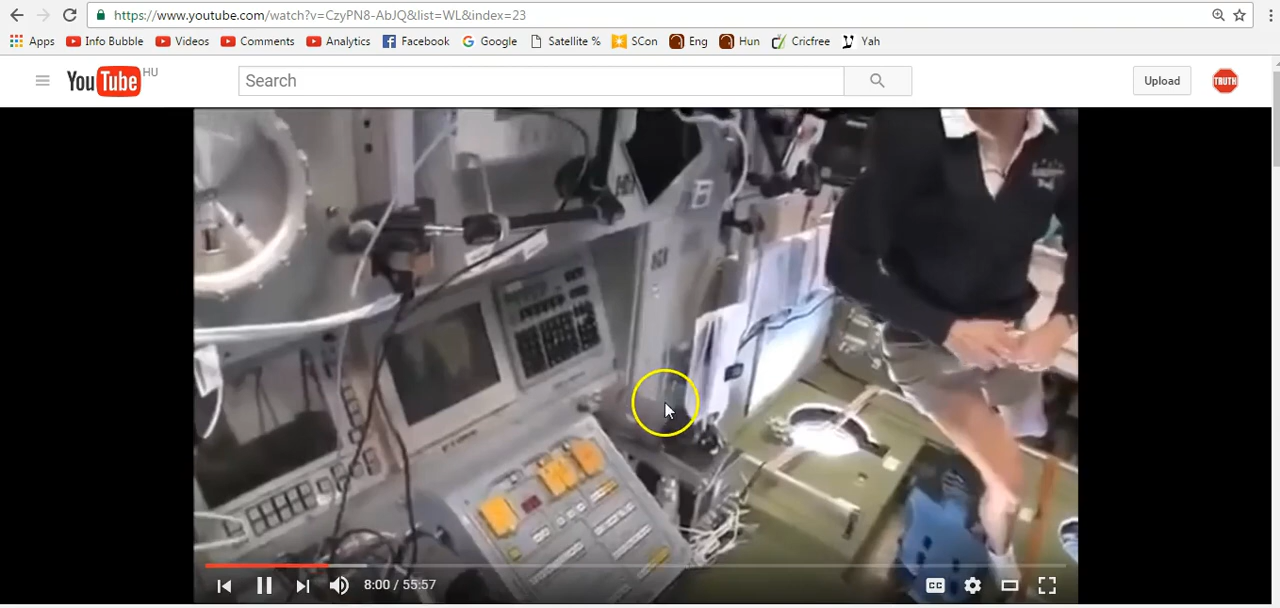 https://www.youtube.com/watch?v=CzyPN8-AbJQ&list=WL&index=23
Apps Info Bubble Videos Comments Analytics Facebook Google Satellite % SCon Eng Hun Cricfree Yah
YouTube HU Search Upload TRUTH
8:00 / 55:57 CC